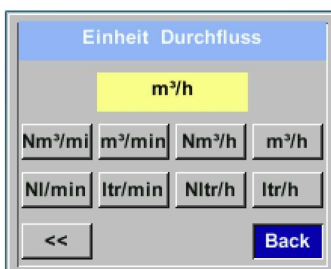 Einheit Durchfluss
m³/h
Nm³/mi m³/min Nm³/h m³/h
Nl/min ltr/min Nltr/h ltr/h
<< Back